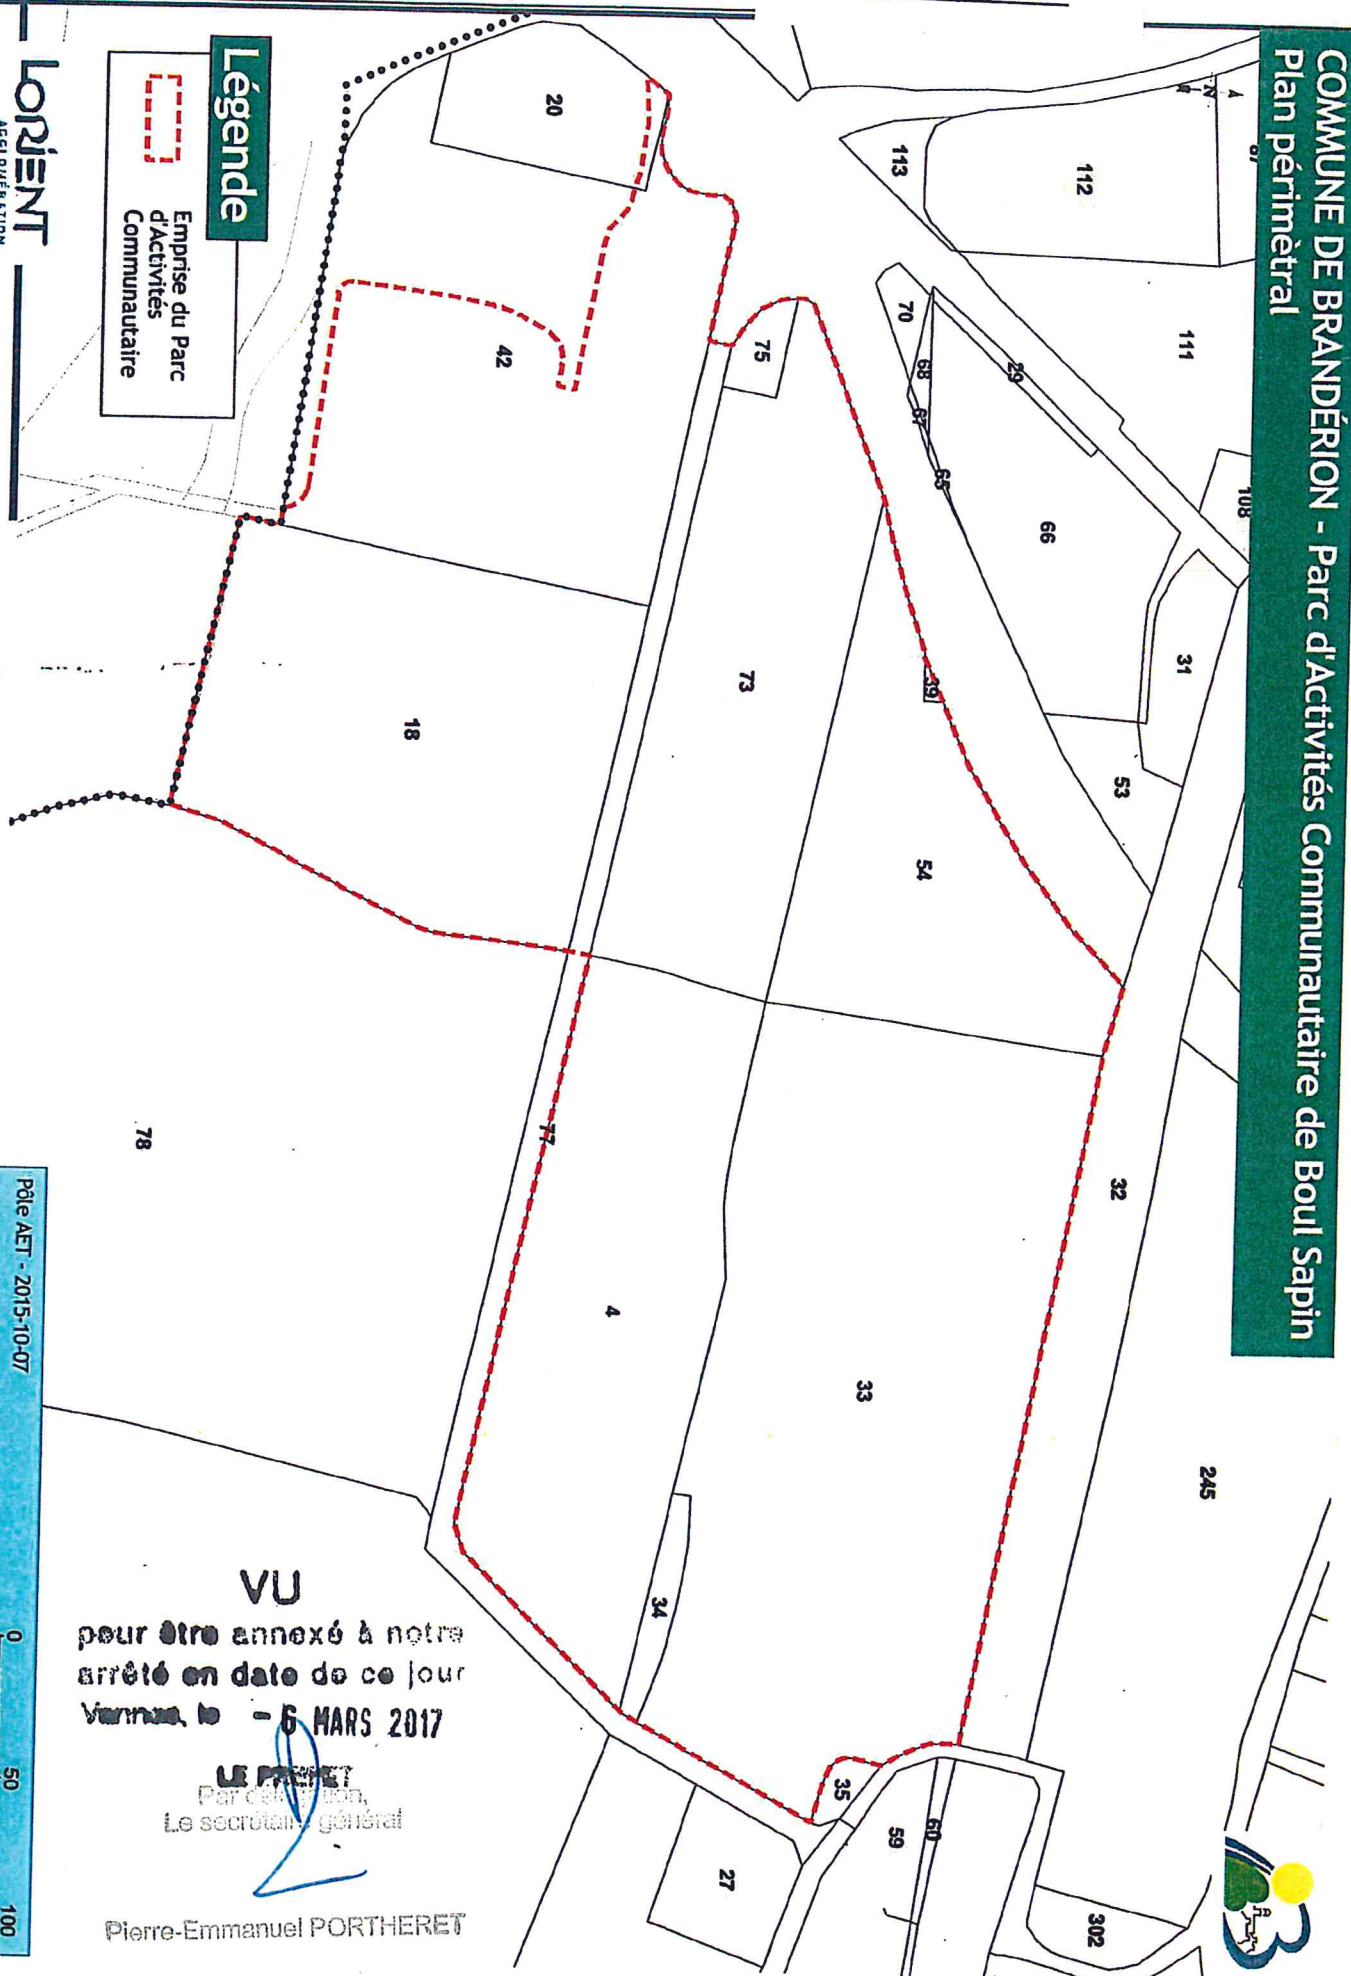 COMMUNE DE BRANDÉRION - Parc d'Activités Communautaire de Boul Sapin
Plan périmètral
N
87
111
108
112
113
31
245
29
66
53
32
302
70
68
67
65
39
54
33
60
59
35
75
73
27
20
42
77
4
34
18
78
Légende
Emprise du Parc
d'Activités
Communautaire
LORIENT
AGGLOMÉRATION
Pôle AET - 2015-10-07
0
50
100
VU
pour être annexé à notre
arrêté en date de ce jour
Vannes, le - 6 MARS 2017
LE PREFET
Par délégation,
Le secrétaire général
Pierre-Emmanuel PORTHERET